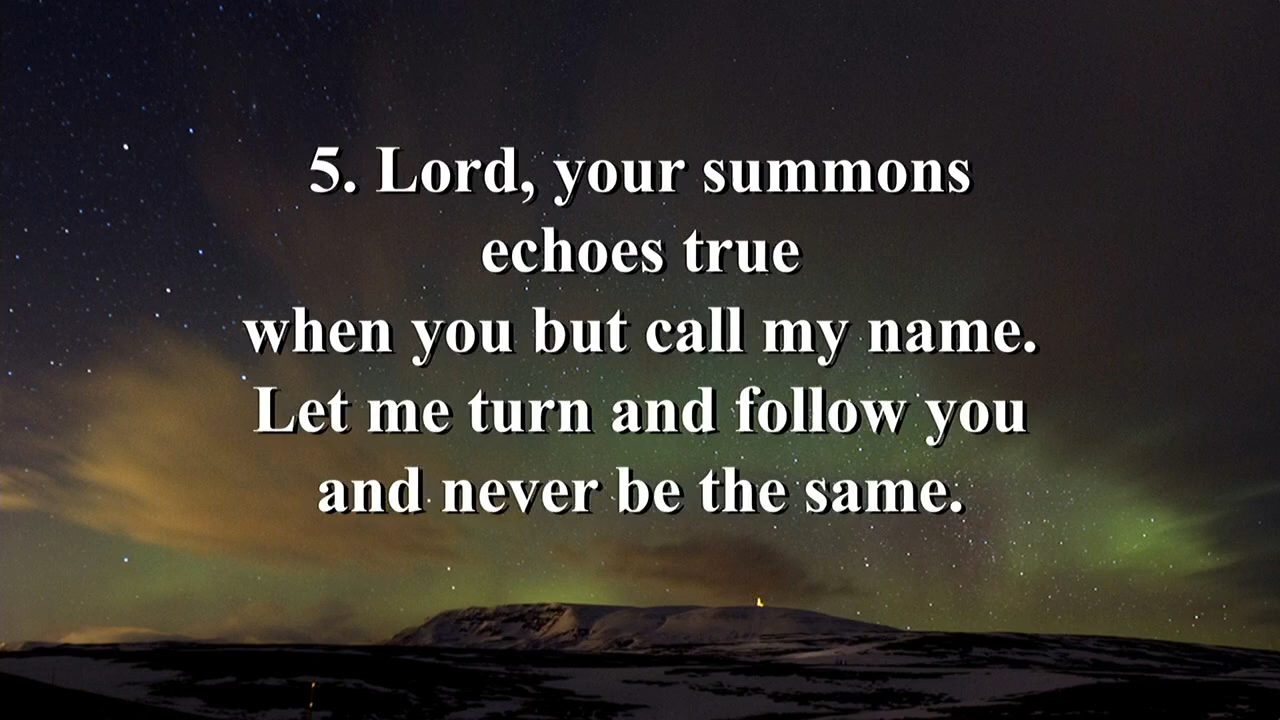 5. Lord, your summons
echoes true
when you but call my name.
Let me turn and follow you
and never be the same.